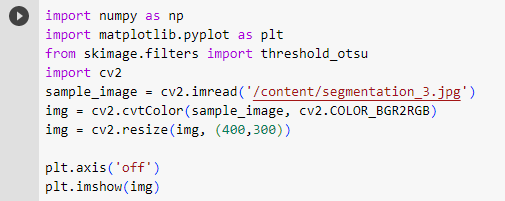 import numpy as np
import matplotlib.pyplot as plt
from skimage.filters import threshold_otsu
import cv2
sample_image = cv2.imread('/content/segmentation_3.jpg')
img = cv2.cvtColor(sample_image, cv2.COLOR_BGR2RGB)
img = cv2.resize(img, (400,300))
plt.axis('off')
plt.imshow(img)